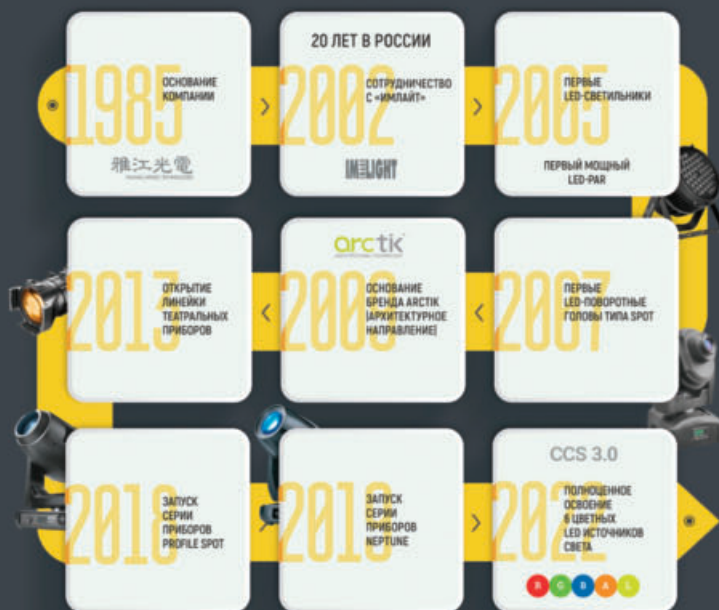 1985
ОСНОВАНИЕ
КОМПАНИИ
雅江光電
20 ЛЕТ В РОССИИ
2002
СОТРУДНИЧЕСТВО
С «ИМЛАЙТ»
IMLIGHT
2005
ПЕРВЫЕ
LED-СВЕТИЛЬНИКИ
ПЕРВЫЙ МОЩНЫЙ
LED-PAR
2007
ПЕРВЫЕ
LED-ПОВОРОТНЫЕ
ГОЛОВЫ ТИПА SPOT
arctik
ОСНОВАНИЕ
БРЕНДА ARCTIK
(АРХИТЕКТУРНОЕ
НАПРАВЛЕНИЕ)
2013
ОТКРЫТИЕ
ЛИНЕЙКИ
ТЕАТРАЛЬНЫХ
ПРИБОРОВ
2018
ЗАПУСК
СЕРИИ
ПРИБОРОВ
PROFILE SPOT
ЗАПУСК
СЕРИИ
ПРИБОРОВ
NEPTUNE
CCS 3.0
2022
ПОЛНОЦЕННОЕ
ОСВОЕНИЕ
6 ЦВЕТНЫХ
LED ИСТОЧНИКОВ
СВЕТА
R G B A L